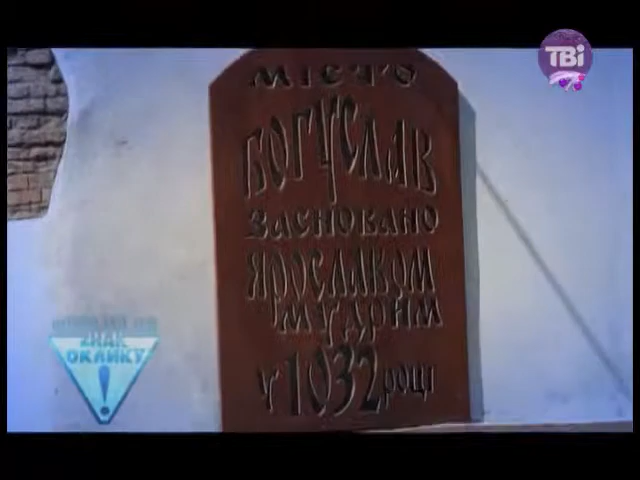 ТВі
МІСТО
БОГУСЛАВ
ЗАСНОВАНО
ЯРОСЛАВОМ
МУДРИМ
У 1032 РОЦІ
ЗНАК
ОКЛИКУ
!